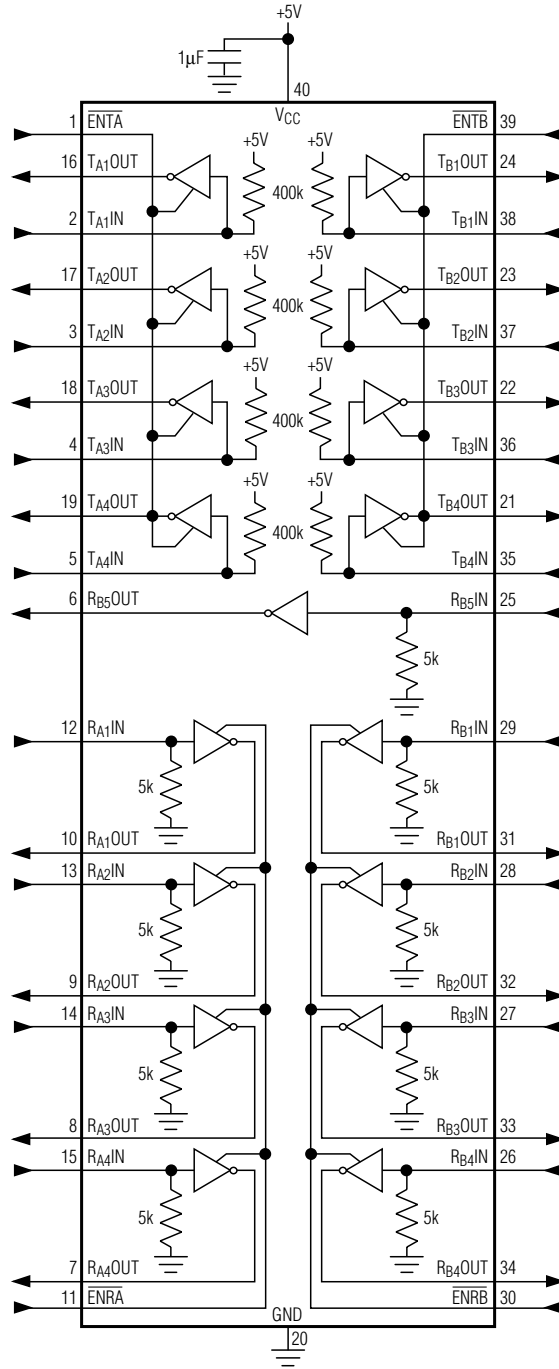 +5V
1µF
40
VCC
1 ENTA ENTB 39
16 TA1OUT +5V +5V TB1OUT 24
400k
2 TA1IN TB1IN 38
17 TA2OUT +5V +5V TB2OUT 23
400k
3 TA2IN TB2IN 37
18 TA3OUT +5V +5V TB3OUT 22
400k
4 TA3IN TB3IN 36
19 TA4OUT +5V +5V TB4OUT 21
400k
5 TA4IN TB4IN 35
6 RB5OUT RB5IN 25
5k
12 RA1IN RB1IN 29
5k 5k
10 RA1OUT RB1OUT 31
13 RA2IN RB2IN 28
5k 5k
9 RA2OUT RB2OUT 32
14 RA3IN RB3IN 27
5k 5k
8 RA3OUT RB3OUT 33
15 RA4IN RB4IN 26
5k 5k
7 RA4OUT RB4OUT 34
11 ENRA ENRB 30
GND
20